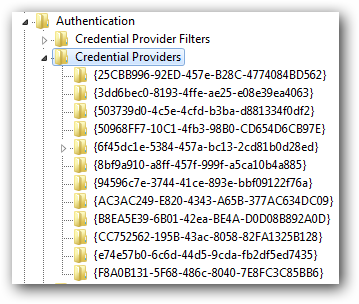 Authentication
Credential Provider Filters
Credential Providers
{25CBB996-92ED-457e-B28C-4774084BD562}
{3dd6bec0-8193-4ffe-ae25-e08e39ea4063}
{503739d0-4c5e-4cfd-b3ba-d881334f0df2}
{50968FF7-10C1-4fb3-98B0-CD654D6CB97E}
{6f45dc1e-5384-457a-bc13-2cd81b0d28ed}
{8bf9a910-a8ff-457f-999f-a5ca10b4a885}
{94596c7e-3744-41ce-893e-bbf09122f76a}
{AC3AC249-E820-4343-A65B-377AC634DC09}
{B8EA5E39-6B01-42ea-BE4A-D0D08B892A0D}
{CC752562-195B-43ac-8058-82FA1325B128}
{e74e57b0-6c6d-44d5-9cda-fb2df5ed7435}
{F8A0B131-5F68-486c-8040-7E8FC3C85BB6}